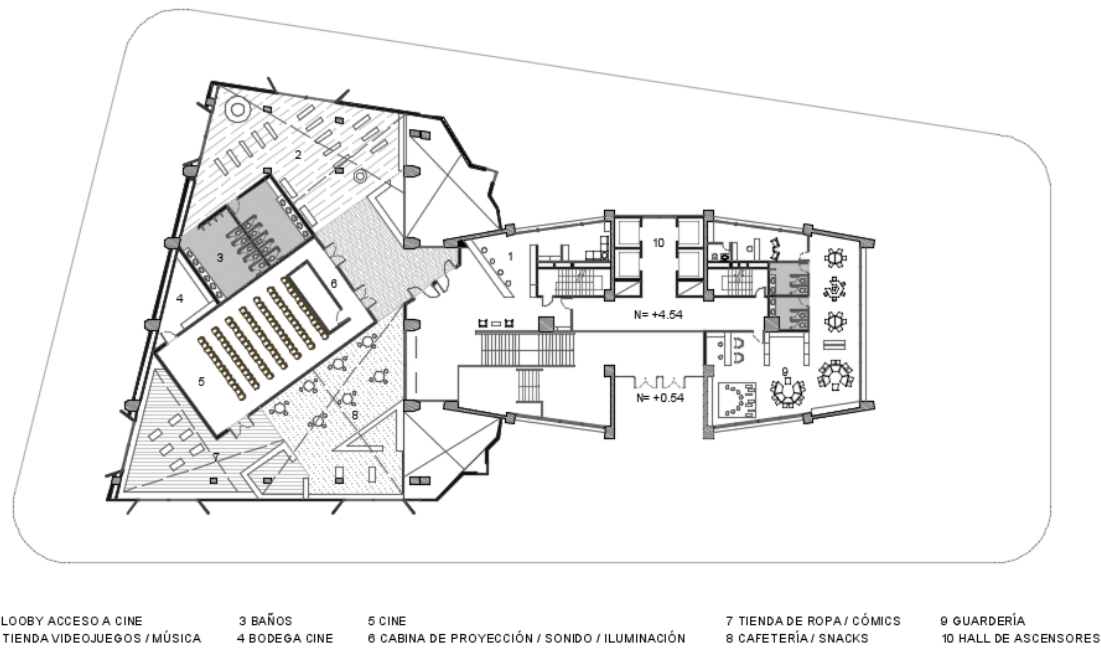 2
10
1
3
6
4
N= +4.54
9
5
N= +0.54
8
7
LOOBY ACCESO A CINE 3 BAÑOS 5 CINE 7 TIENDA DE ROPA / CÓMICS 9 GUARDERÍA
TIENDA VIDEOJUEGOS / MÚSICA 4 BODEGA CINE 6 CABINA DE PROYECCIÓN / SONIDO / ILUMINACIÓN 8 CAFETERÍA / SNACKS 10 HALL DE ASCENSORES